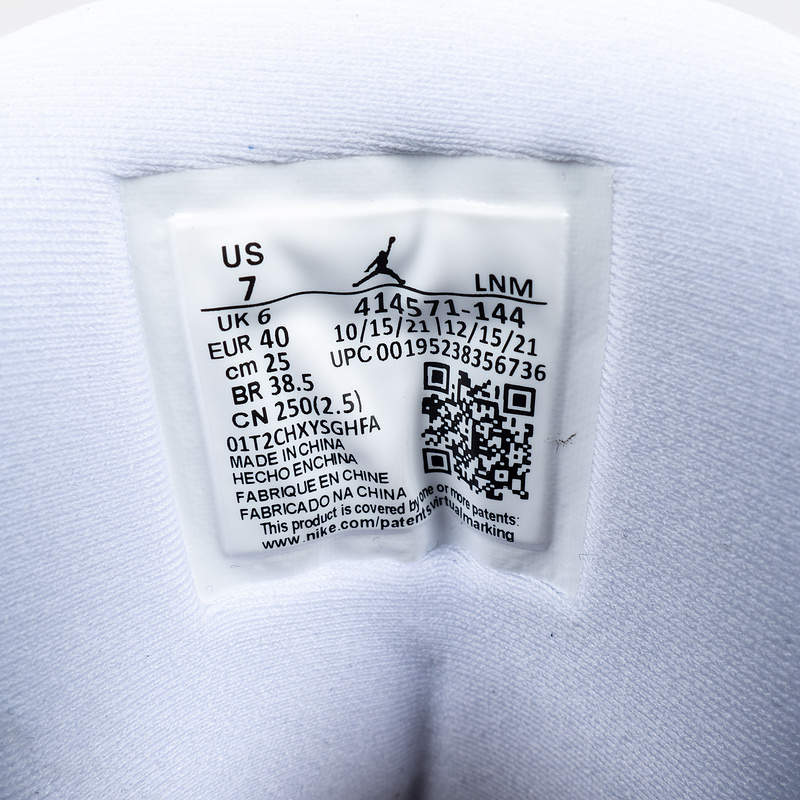 US
7
LNM
UK 6
414571-144
EUR 40
10/15/21 | 12/15/21
cm 25
UPC 00195238356736
BR 38.5
CN 250(2.5)
01T2CHXYSGHFA
MADE IN CHINA
HECHO EN CHINA
FABRIQUE EN CHINE
FABRICADO NA CHINA
This product is covered by one or more patents:
www.nike.com/patentsvirtualmarking